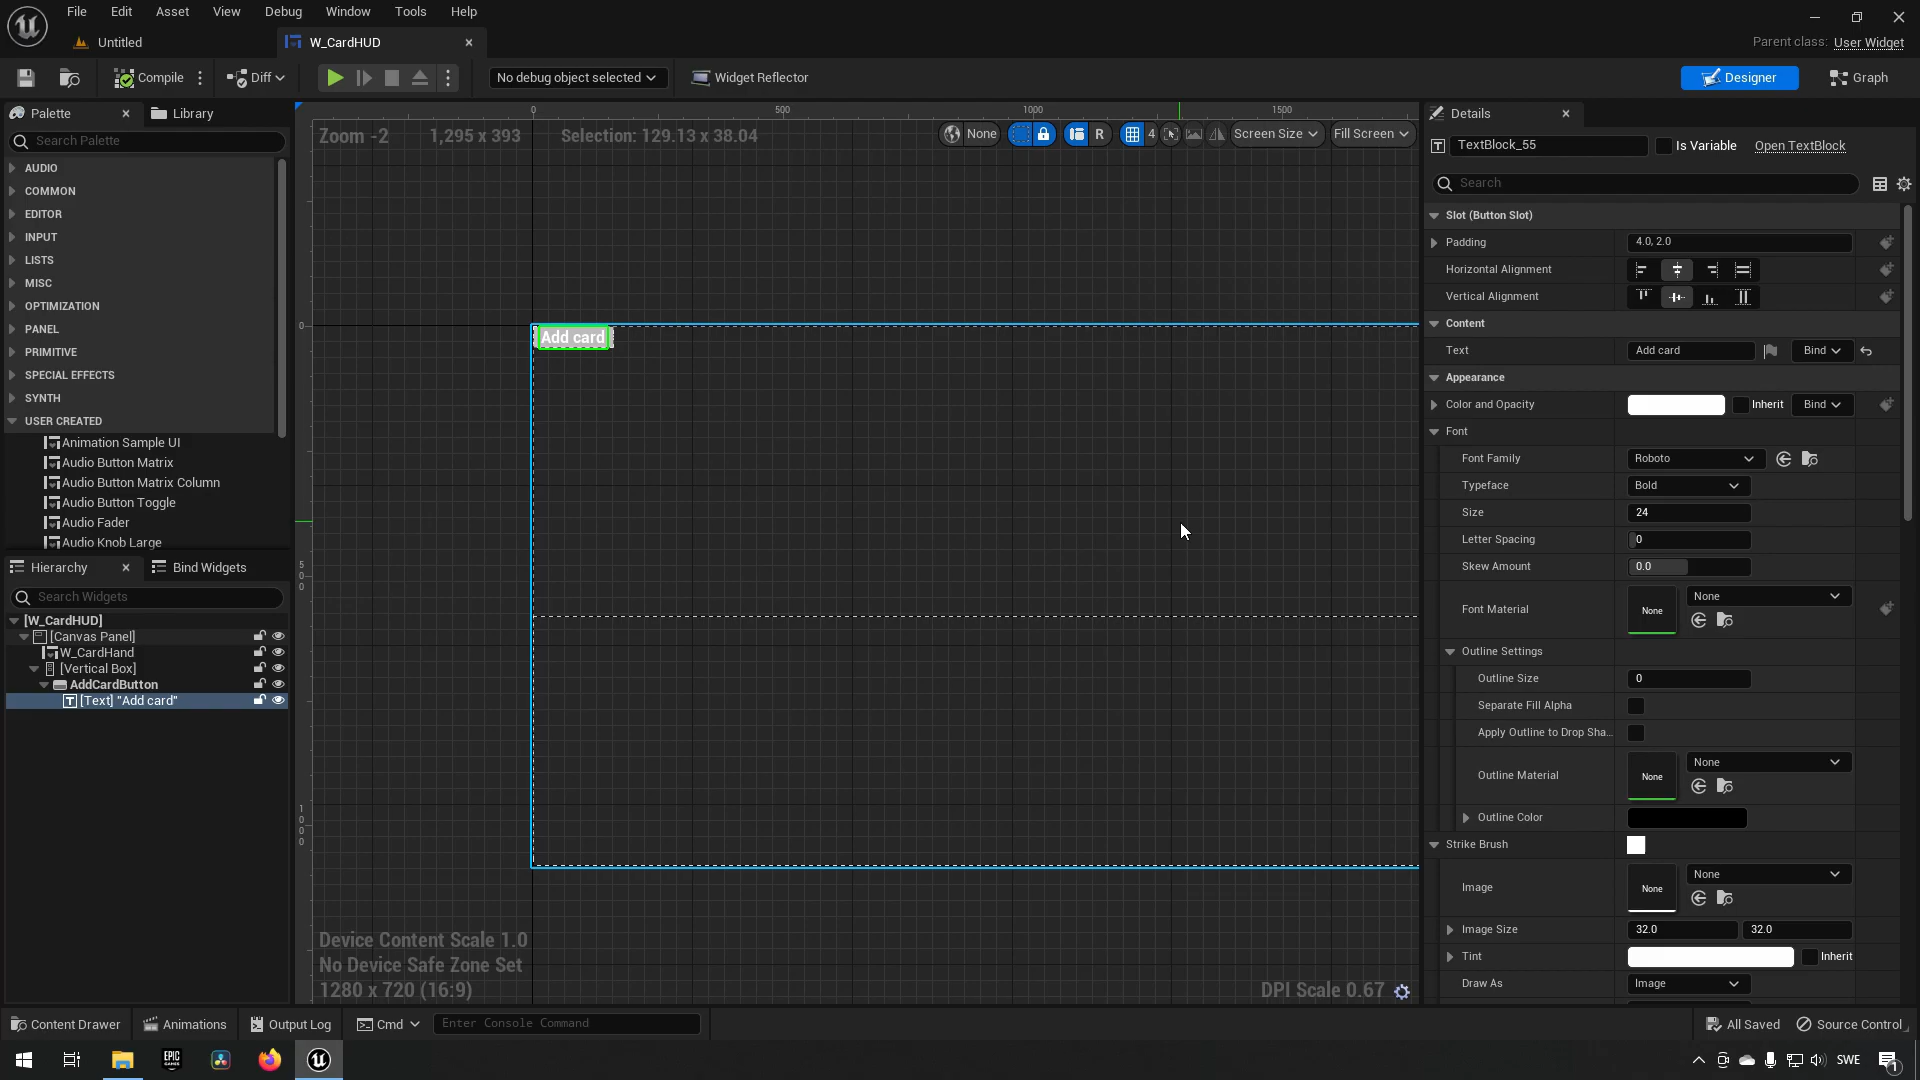 File Edit Asset View Debug Window Tools Help
Untitled
W_CardHUD
Parent class: User Widget
Compile
Diff
No debug object selected
Widget Reflector
Designer
Graph
Palette
Library
Search Palette
AUDIO
COMMON
EDITOR
INPUT
LISTS
MISC
OPTIMIZATION
PANEL
PRIMITIVE
SPECIAL EFFECTS
SYNTH
USER CREATED
Animation Sample UI
Audio Button Matrix
Audio Button Matrix Column
Audio Button Toggle
Audio Fader
Audio Knob Large
Hierarchy
Bind Widgets
Search Widgets
[W_CardHUD]
[Canvas Panel]
W_CardHand
[Vertical Box]
AddCardButton
[Text] "Add card"
0 500 1000 1500
Zoom -2 1,295 x 393 Selection: 129.13 x 38.04
None
R
4
Screen Size
Fill Screen
0
Add card
500
1000
Device Content Scale 1.0
No Device Safe Zone Set
1280 x 720 (16:9)
DPI Scale 0.67
Details
TextBlock_55
Is Variable
Open TextBlock
Search
Slot (Button Slot)
Padding 4.0, 2.0
Horizontal Alignment
Vertical Alignment
Content
Text Add card Bind
Appearance
Color and Opacity Inherit Bind
Font
Font Family Roboto
Typeface Bold
Size 24
Letter Spacing 0
Skew Amount 0.0
Font Material None None
Outline Settings
Outline Size 0
Separate Fill Alpha
Apply Outline to Drop Sha...
Outline Material None None
Outline Color
Strike Brush
Image None None
Image Size 32.0 32.0
Tint Inherit
Draw As Image
Content Drawer
Animations
Output Log
Cmd
Enter Console Command
All Saved
Source Control
EPIC GAMES
SWE
1